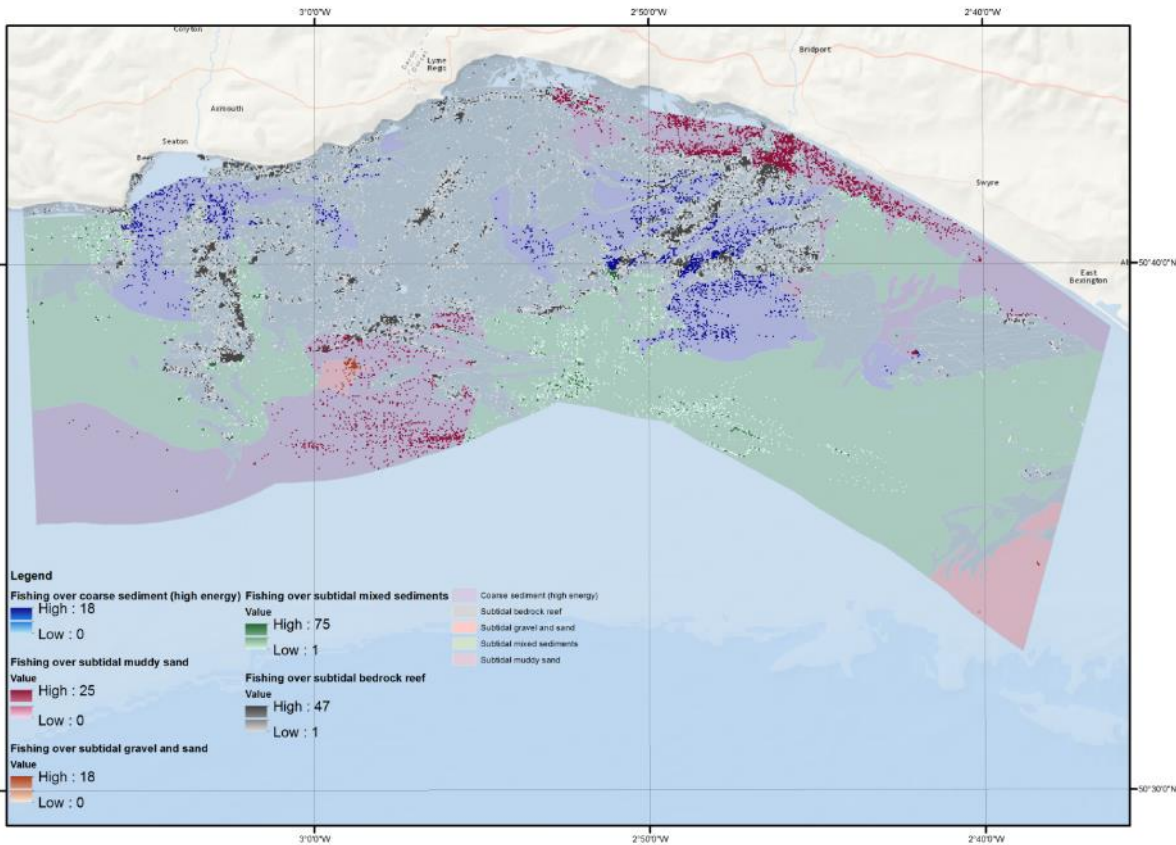 3°0'0"W 2°50'0"W 2°40'0"W
Colyton
Bridport
Lyme
Regis
Devon
Dorset
Axmouth
Seaton
Beer
Swyne
50°40'0"N
East
Bexington
Legend
Fishing over coarse sediment (high energy)
High : 18
Low : 0
Fishing over subtidal muddy sand
Value
High : 25
Low : 0
Fishing over subtidal gravel and sand
Value
High : 18
Low : 0
Fishing over subtidal mixed sediments
Value
High : 75
Low : 1
Fishing over subtidal bedrock reef
Value
High : 47
Low : 1
Coarse sediment (high energy)
Subtidal bedrock reef
Subtidal gravel and sand
Subtidal mixed sediments
Subtidal muddy sand
50°30'0"N
3°0'0"W 2°50'0"W 2°40'0"W